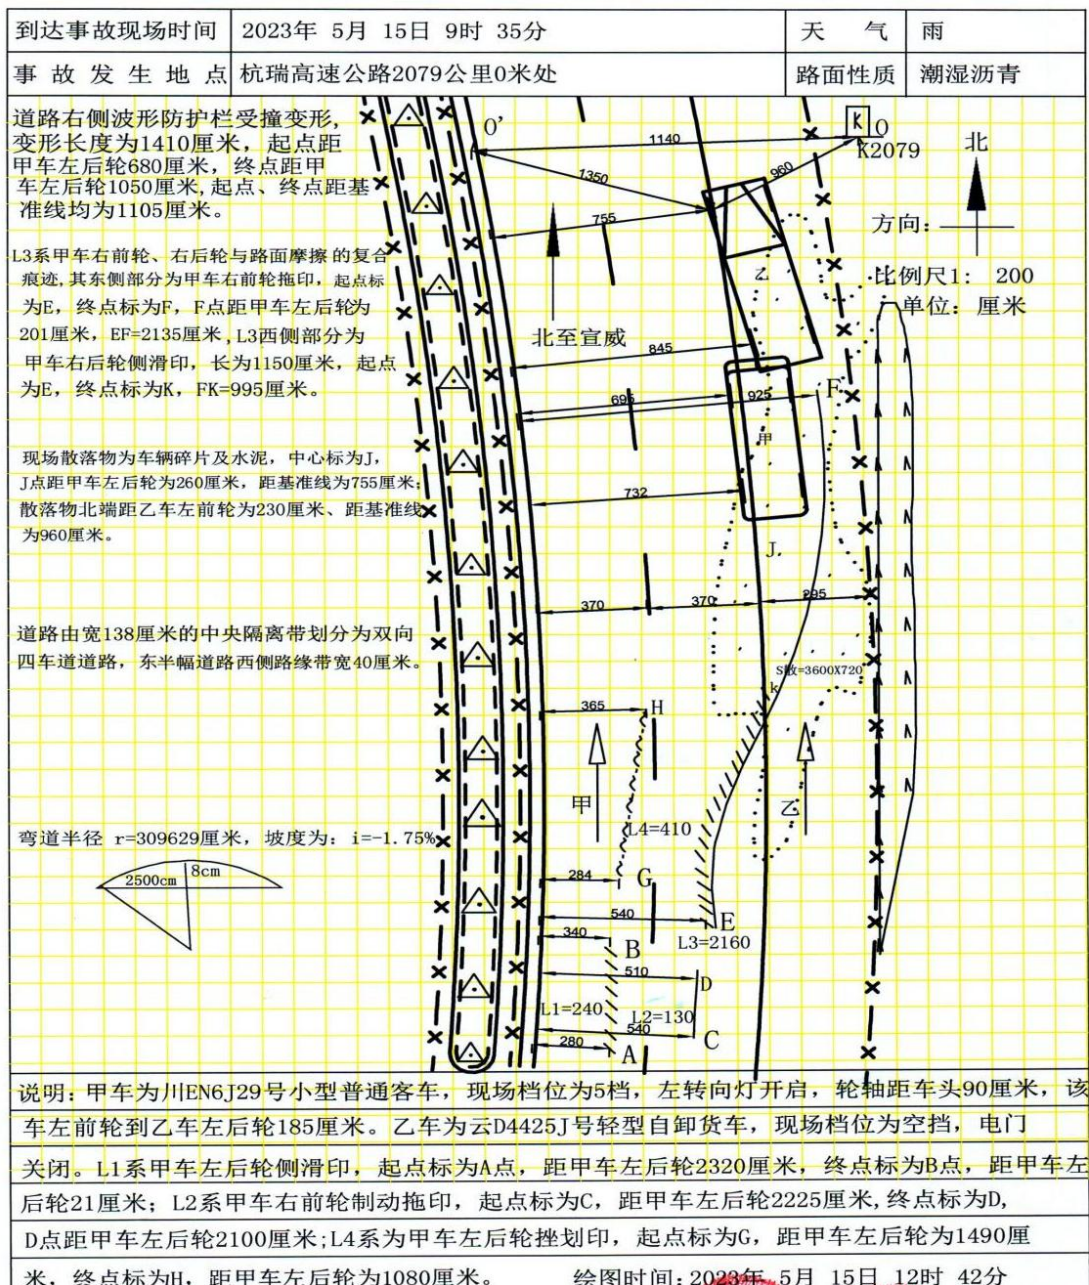 到达事故现场时间 2023年 5月 15日 9时 35分 天 气 雨
事故发生地点 杭瑞高速公路2079公里0米处 路面性质 潮湿沥青
道路右侧波形防护栏受撞变形,
变形长度为1410厘米，起点距
甲车左后轮680厘米，终点距甲
车左后轮1050厘米,起点、终点距基
准线均为1105厘米。
L3系甲车右前轮、右后轮与路面摩擦的复合
痕迹,其东侧部分为甲车右前轮拖印，起点标
为E，终点标为F，F点距甲车左后轮为
201厘米，EF=2135厘米,L3西侧部分为
甲车右后轮侧滑印，长为1150厘米，起点
为E，终点标为K，FK=995厘米。
现场散落物为车辆碎片及水泥，中心标为J，
J点距甲车左后轮为260厘米，距基准线为755厘米;
散落物北端距乙车左前轮为230厘米、距基准线
为960厘米。
道路由宽138厘米的中央隔离带划分为双向
四车道道路，东半幅道路西侧路缘带宽40厘米。
弯道半径 r=309629厘米，坡度为：i=-1.75%
2500cm
8cm
O'
K
O
K2079
1140
1350
960
755
北
方向：
比例尺1： 200
单位：厘米
乙
北至宣威
845
695
925
F
甲
732
J.
370
370
295
S散=3600X720
k
365
H
甲
乙
L4=410
284
G
540
E
340
B
L3=2160
510
D
L1=240
L2=130
540
C
280
A
说明：甲车为川EN6J29号小型普通客车，现场档位为5档，左转向灯开启，轮轴距车头90厘米，该
车左前轮到乙车左后轮185厘米。乙车为云D4425J号轻型自卸货车，现场档位为空挡，电门
关闭。L1系甲车左后轮侧滑印，起点标为A点，距甲车左后轮2320厘米，终点标为B点，距甲车左
后轮21厘米；L2系甲车右前轮制动拖印，起点标为C，距甲车左后轮2225厘米,终点标为D,
D点距甲车左后轮2100厘米;L4系为甲车左后轮挫划印，起点标为G，距甲车左后轮为1490厘
米，终点标为H，距甲车左后轮为1080厘米。 绘图时间：2023年 5月 15日 12时 42分